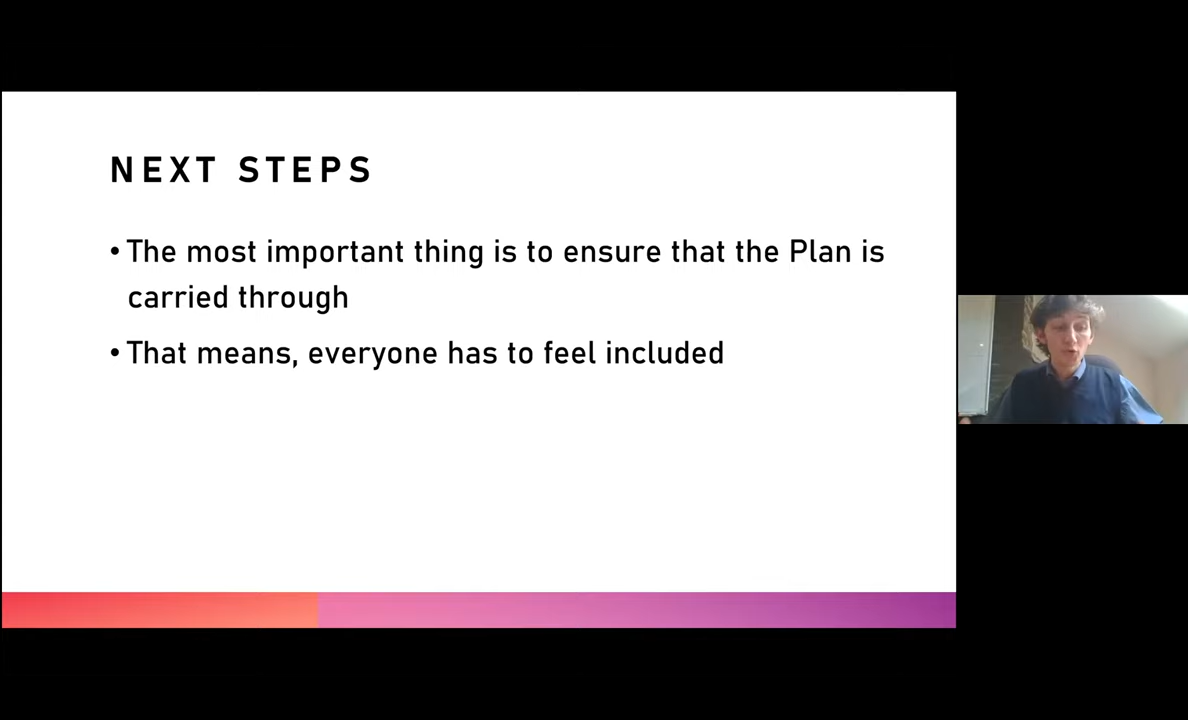 NEXT STEPS
• The most important thing is to ensure that the Plan is
carried through
• That means, everyone has to feel included